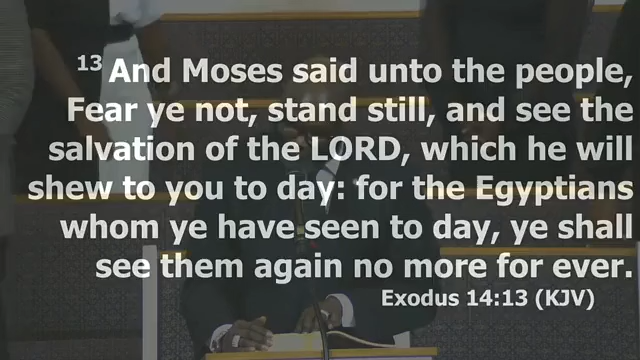 13 And Moses said unto the people,
Fear ye not, stand still, and see the
salvation of the LORD, which he will
shew to you to day: for the Egyptians
whom ye have seen to day, ye shall
see them again no more for ever.
Exodus 14:13 (KJV)